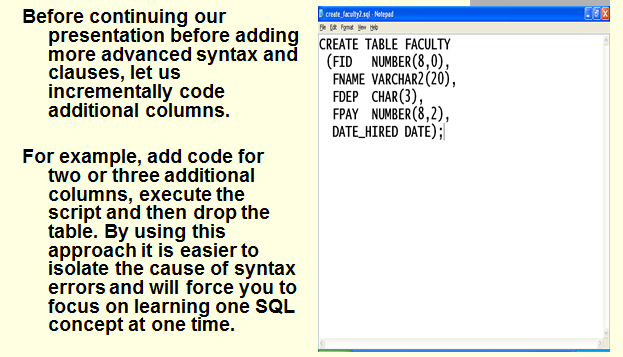 Before continuing our
presentation before adding
more advanced syntax and
clauses, let us
incrementally code
additional columns.
For example, add code for
two or three additional
columns, execute the
script and then drop the
table. By using this
approach it is easier to
isolate the cause of syntax
errors and will force you to
focus on learning one SQL
concept at one time.
create_faculty2.sql - Notepad
File Edit Format View Help
CREATE TABLE FACULTY
(FID NUMBER(8,0),
FNAME VARCHAR2(20),
FDEP CHAR(3),
FPAY NUMBER(8,2),
DATE_HIRED DATE);